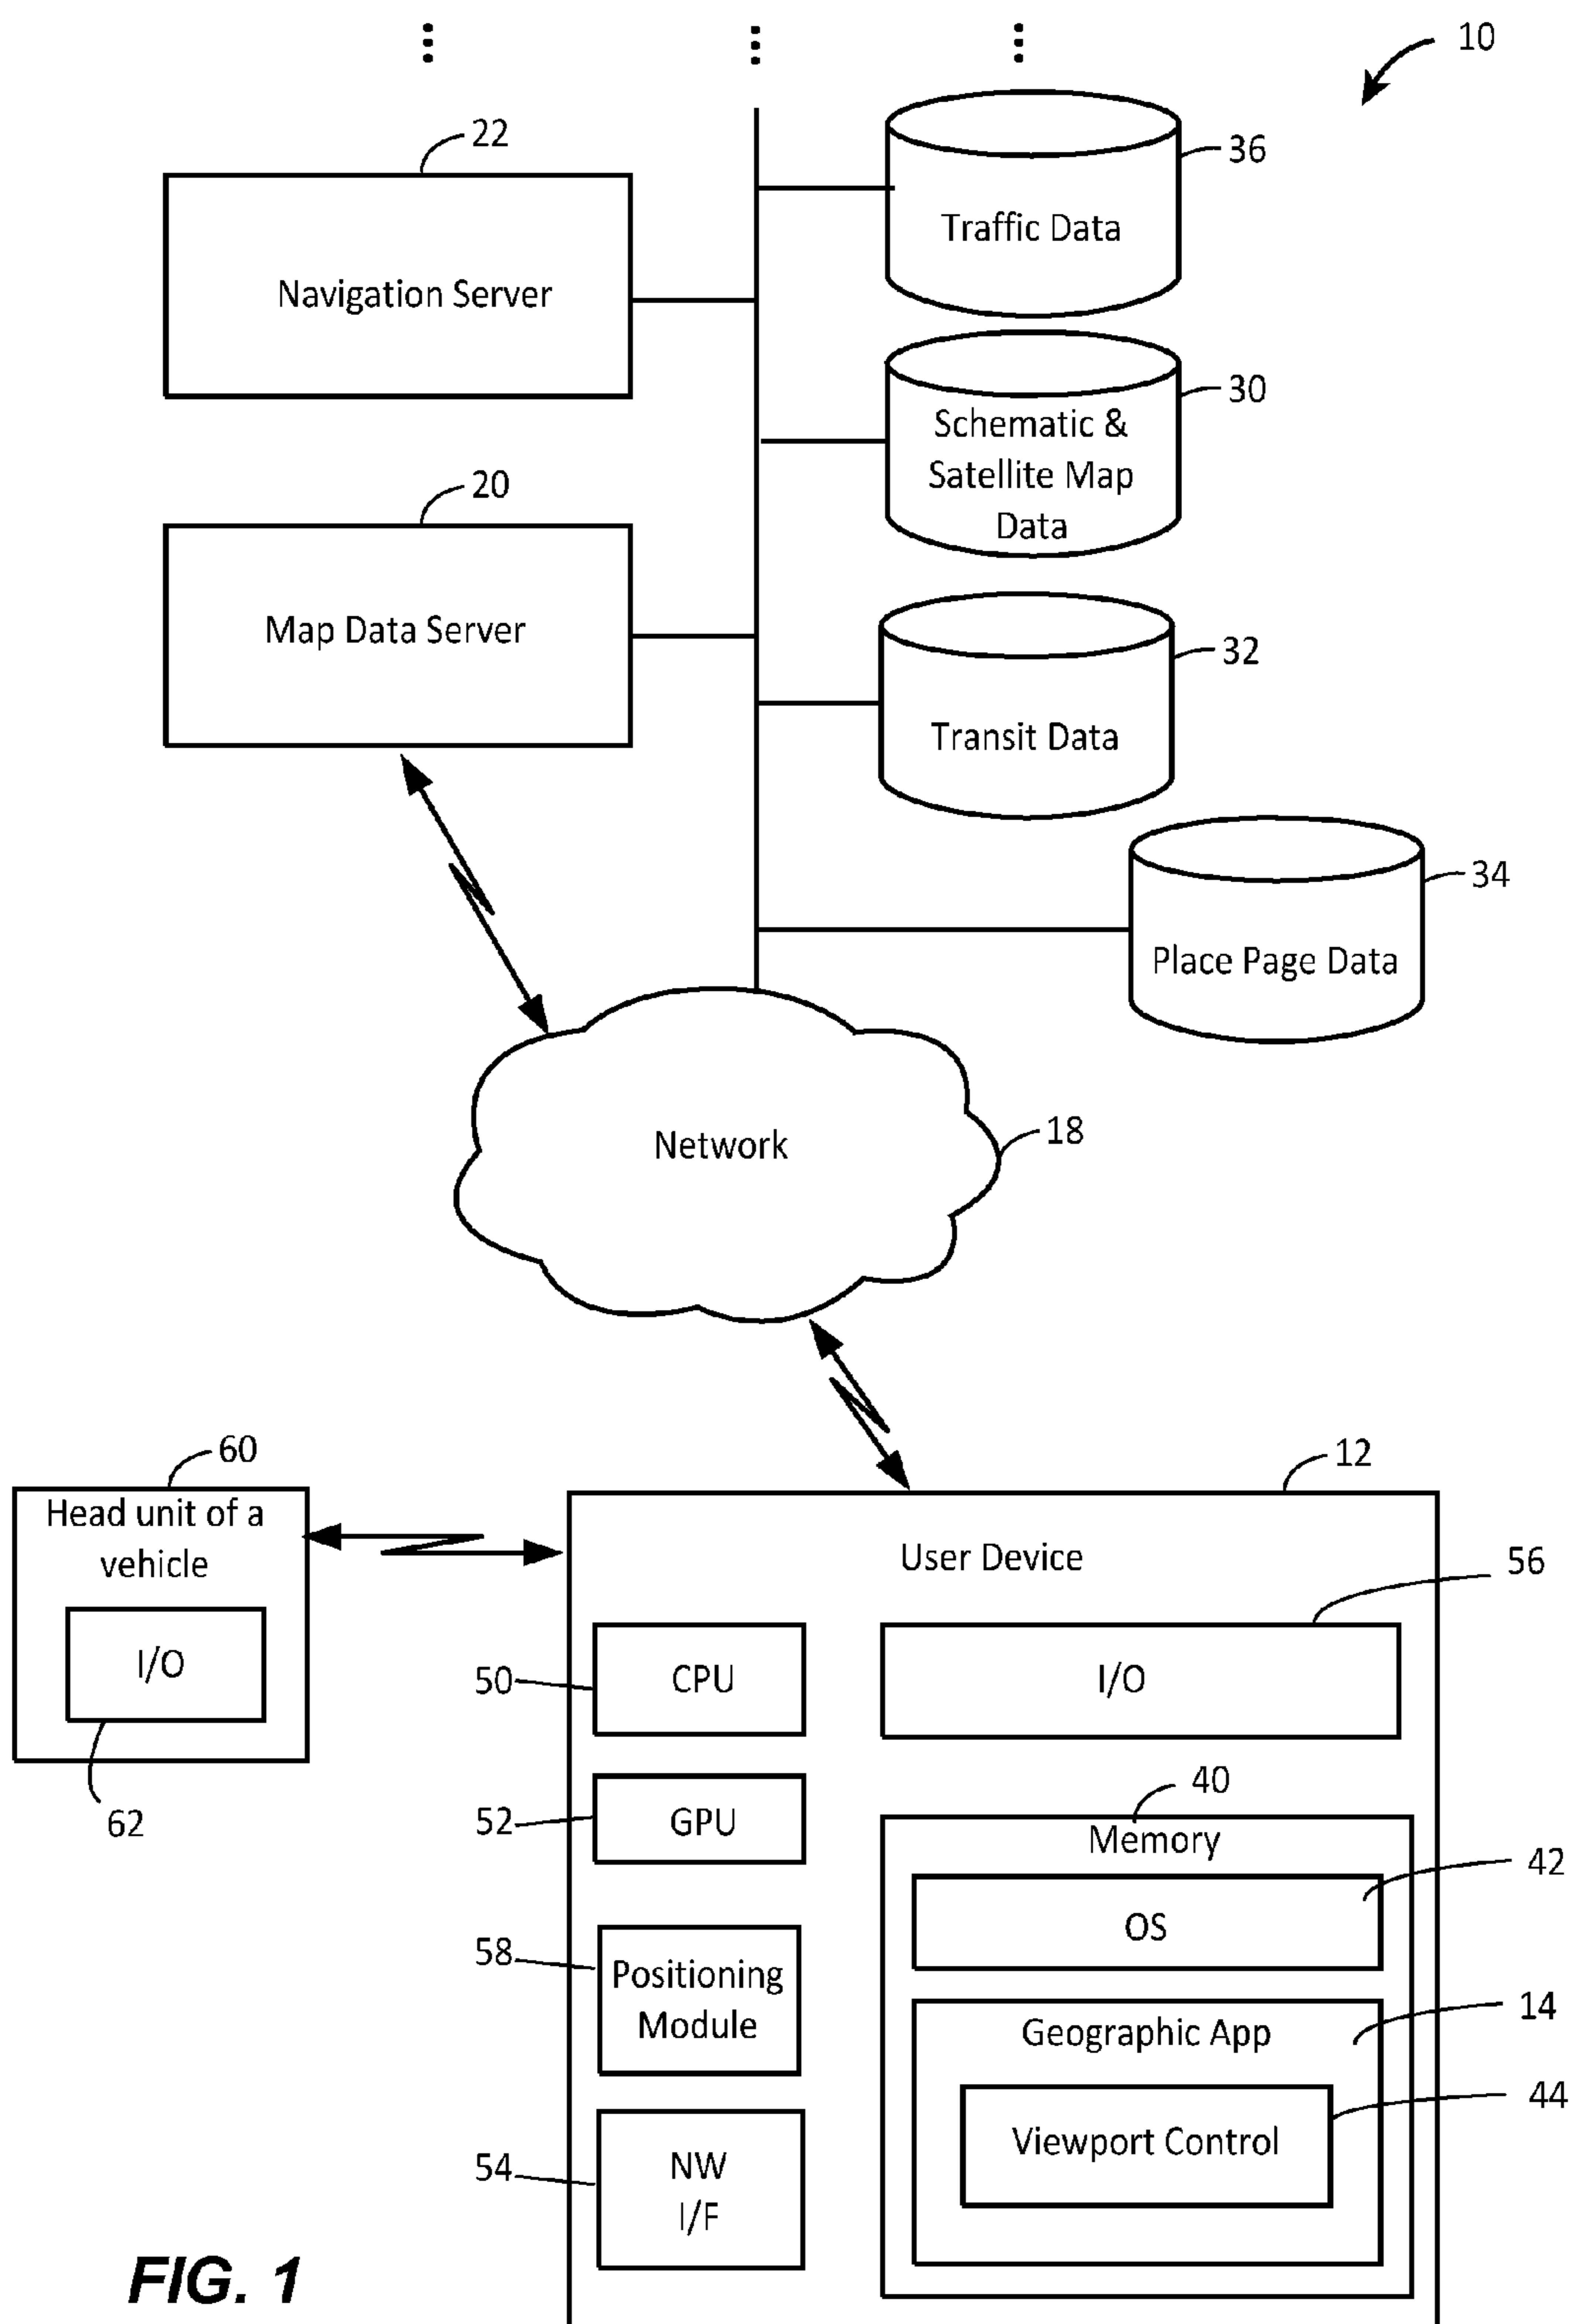 10
22
36
Traffic Data
Navigation Server
30
Schematic &
Satellite Map
Data
20
Map Data Server
32
Transit Data
34
Place Page Data
Network
18
60
Head unit of a
vehicle
I/O
62
12
User Device
56
50
CPU
I/O
40
52
GPU
Memory
42
OS
58
Positioning
Module
14
Geographic App
44
Viewport Control
54
NW
I/F
FIG. 1